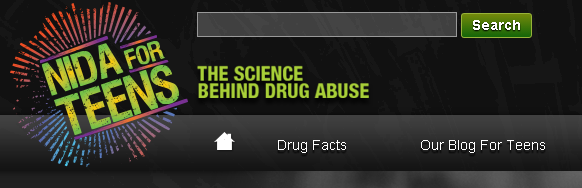 Search
NIDA FOR
TEENS
THE SCIENCE
BEHIND DRUG ABUSE
Drug Facts
Our Blog For Teens